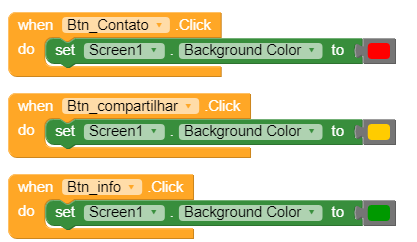 when Btn_Contato .Click
do set Screen1 . Background Color to
when Btn_compartilhar .Click
do set Screen1 . Background Color to
when Btn_info .Click
do set Screen1 . Background Color to